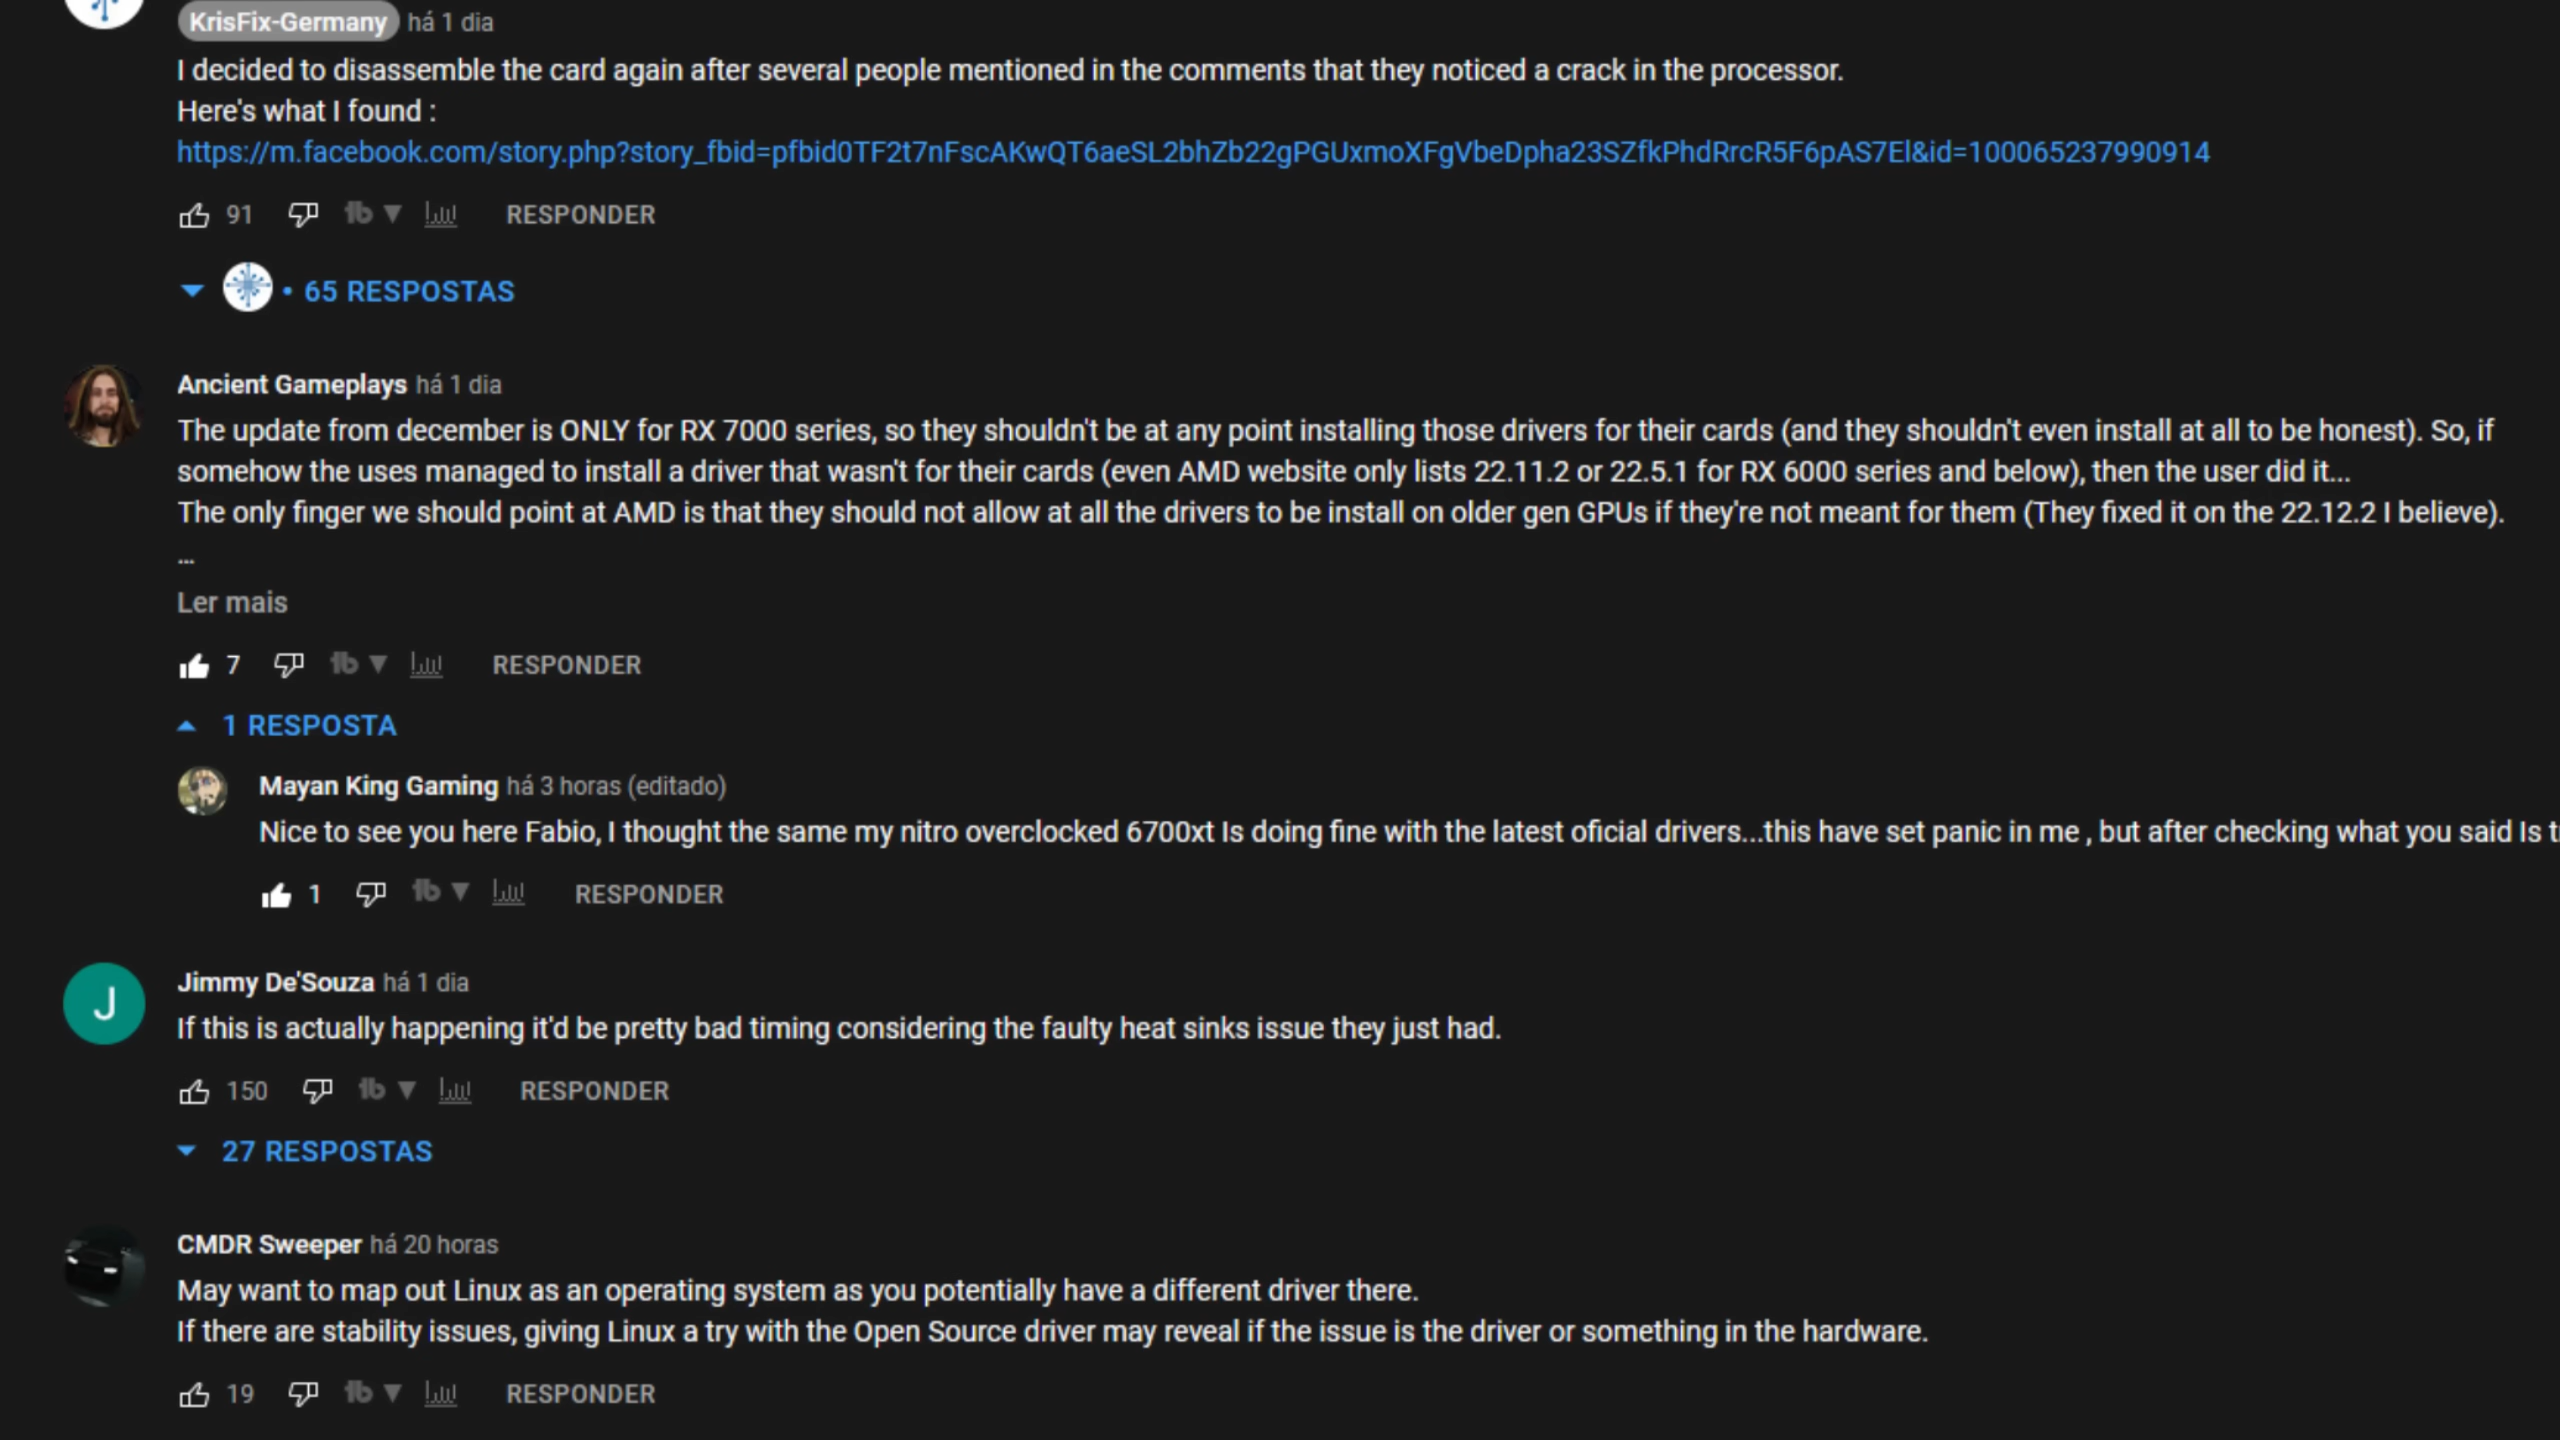 KrisFix-Germany há 1 dia
I decided to disassemble the card again after several people mentioned in the comments that they noticed a crack in the processor.
Here's what I found :
https://m.facebook.com/story.php?story_fbid=pfbid0TF2t7nFscAKwQT6aeSL2bhZb22gPGUxmoXFgVbeDpha23SZfkPhdRrcR5F6pAS7El&id=100065237990914
91 RESPONDER
• 65 RESPOSTAS
Ancient Gameplays há 1 dia
The update from december is ONLY for RX 7000 series, so they shouldn't be at any point installing those drivers for their cards (and they shouldn't even install at all to be honest). So, if
somehow the uses managed to install a driver that wasn't for their cards (even AMD website only lists 22.11.2 or 22.5.1 for RX 6000 series and below), then the user did it...
The only finger we should point at AMD is that they should not allow at all the drivers to be install on older gen GPUs if they're not meant for them (They fixed it on the 22.12.2 I believe).
...
Ler mais
7 RESPONDER
1 RESPOSTA
Mayan King Gaming há 3 horas (editado)
Nice to see you here Fabio, I thought the same my nitro overclocked 6700xt Is doing fine with the latest oficial drivers...this have set panic in me , but after checking what you said Is
1 RESPONDER
J
Jimmy De'Souza há 1 dia
If this is actually happening it'd be pretty bad timing considering the faulty heat sinks issue they just had.
150 RESPONDER
27 RESPOSTAS
CMDR Sweeper há 20 horas
May want to map out Linux as an operating system as you potentially have a different driver there.
If there are stability issues, giving Linux a try with the Open Source driver may reveal if the issue is the driver or something in the hardware.
19 RESPONDER